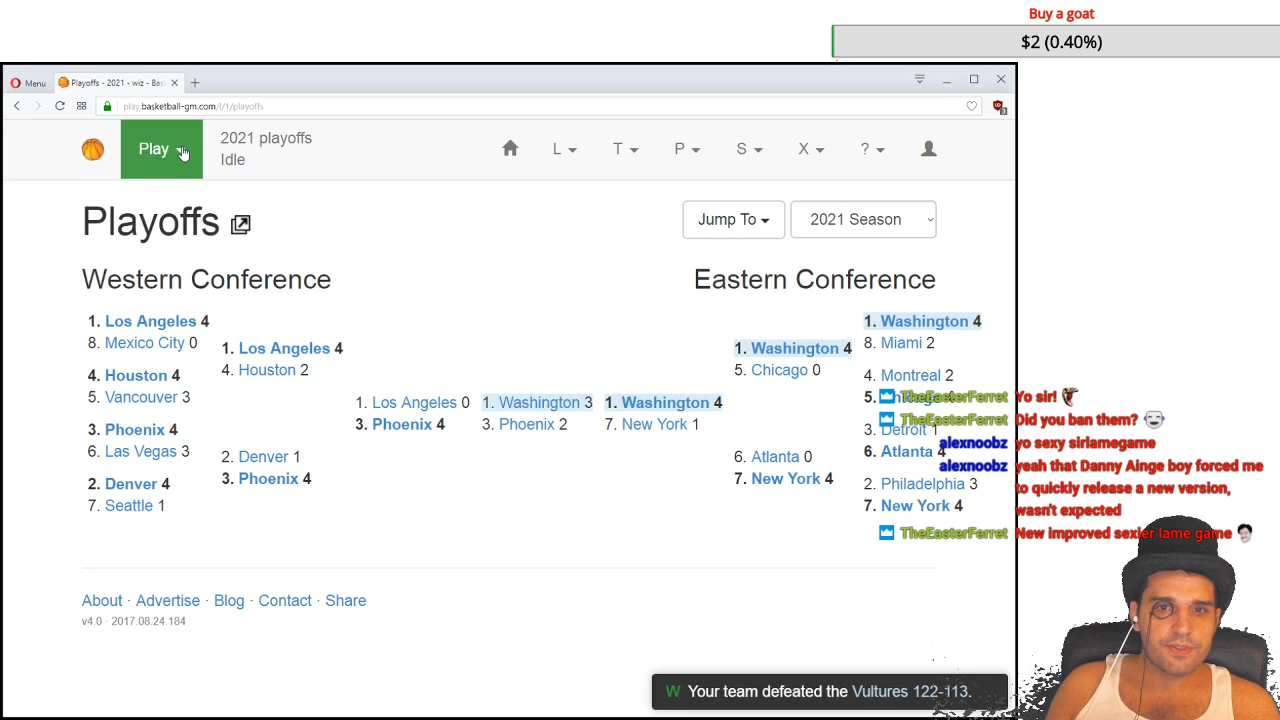 Buy a goat
$2 (0.40%)
Menu
Playoffs - 2021 - wiz - Bas
play.basketball-gm.com/l/1/playoffs
Play
2021 playoffs
Idle
L
T
P
S
X
?
Playoffs
Jump To
2021 Season
Western Conference
Eastern Conference
1. Los Angeles 4
8. Mexico City 0
4. Houston 4
5. Vancouver 3
3. Phoenix 4
6. Las Vegas 3
2. Denver 4
7. Seattle 1
1. Los Angeles 4
4. Houston 2
2. Denver 1
3. Phoenix 4
1. Los Angeles 0
3. Phoenix 4
1. Washington 3
3. Phoenix 2
1. Washington 4
7. New York 1
1. Washington 4
5. Chicago 0
6. Atlanta 0
7. New York 4
1. Washington 4
8. Miami 2
4. Montreal 2
5.
3. Detroit 1
6. Atlanta 4
2. Philadelphia 3
7. New York 4
TheEasterFerret Yo sir!
TheEasterFerret Did you ban them?
alexnoobz yo sexy sirlamegame
alexnoobz yeah that Danny Ainge boy forced me
to quickly release a new version,
wasn't expected
TheEasterFerret New improved sexier lame game
About · Advertise · Blog · Contact · Share
v4.0 · 2017.08.24.184
W Your team defeated the Vultures 122-113.